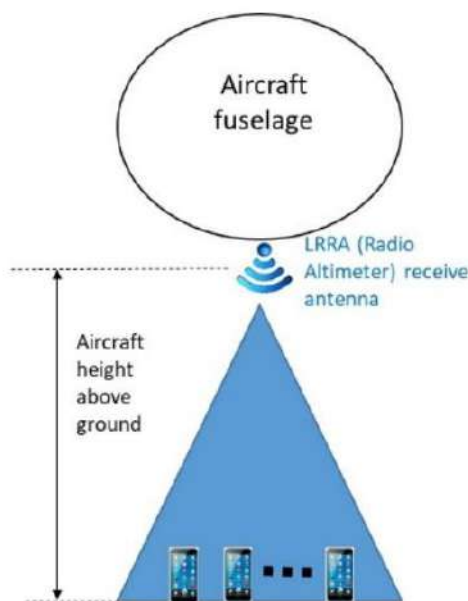 Aircraft
fuselage
LRRA (Radio
Altimeter) receive
antenna
Aircraft
height
above
ground